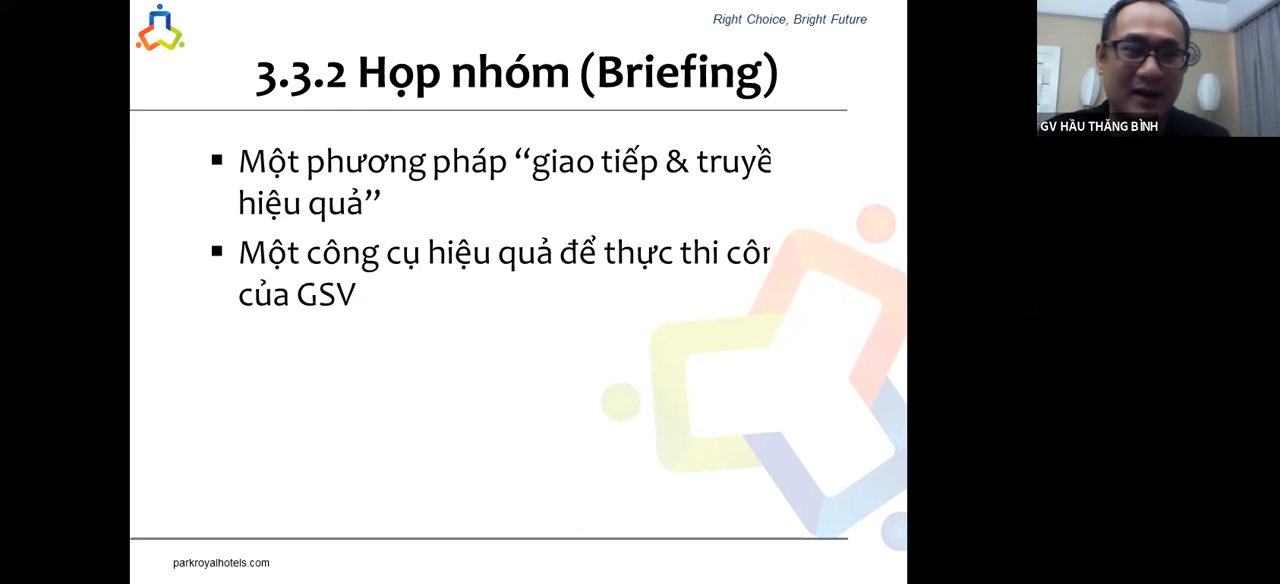 Right Choice, Bright Future
3.3.2 Họp nhóm (Briefing)
GV HẦU THĂNG BÌNH
▪ Một phương pháp “giao tiếp & truyề
hiệu quả”
▪ Một công cụ hiệu quả để thực thi côn
của GSV
parkroyalhotels.com